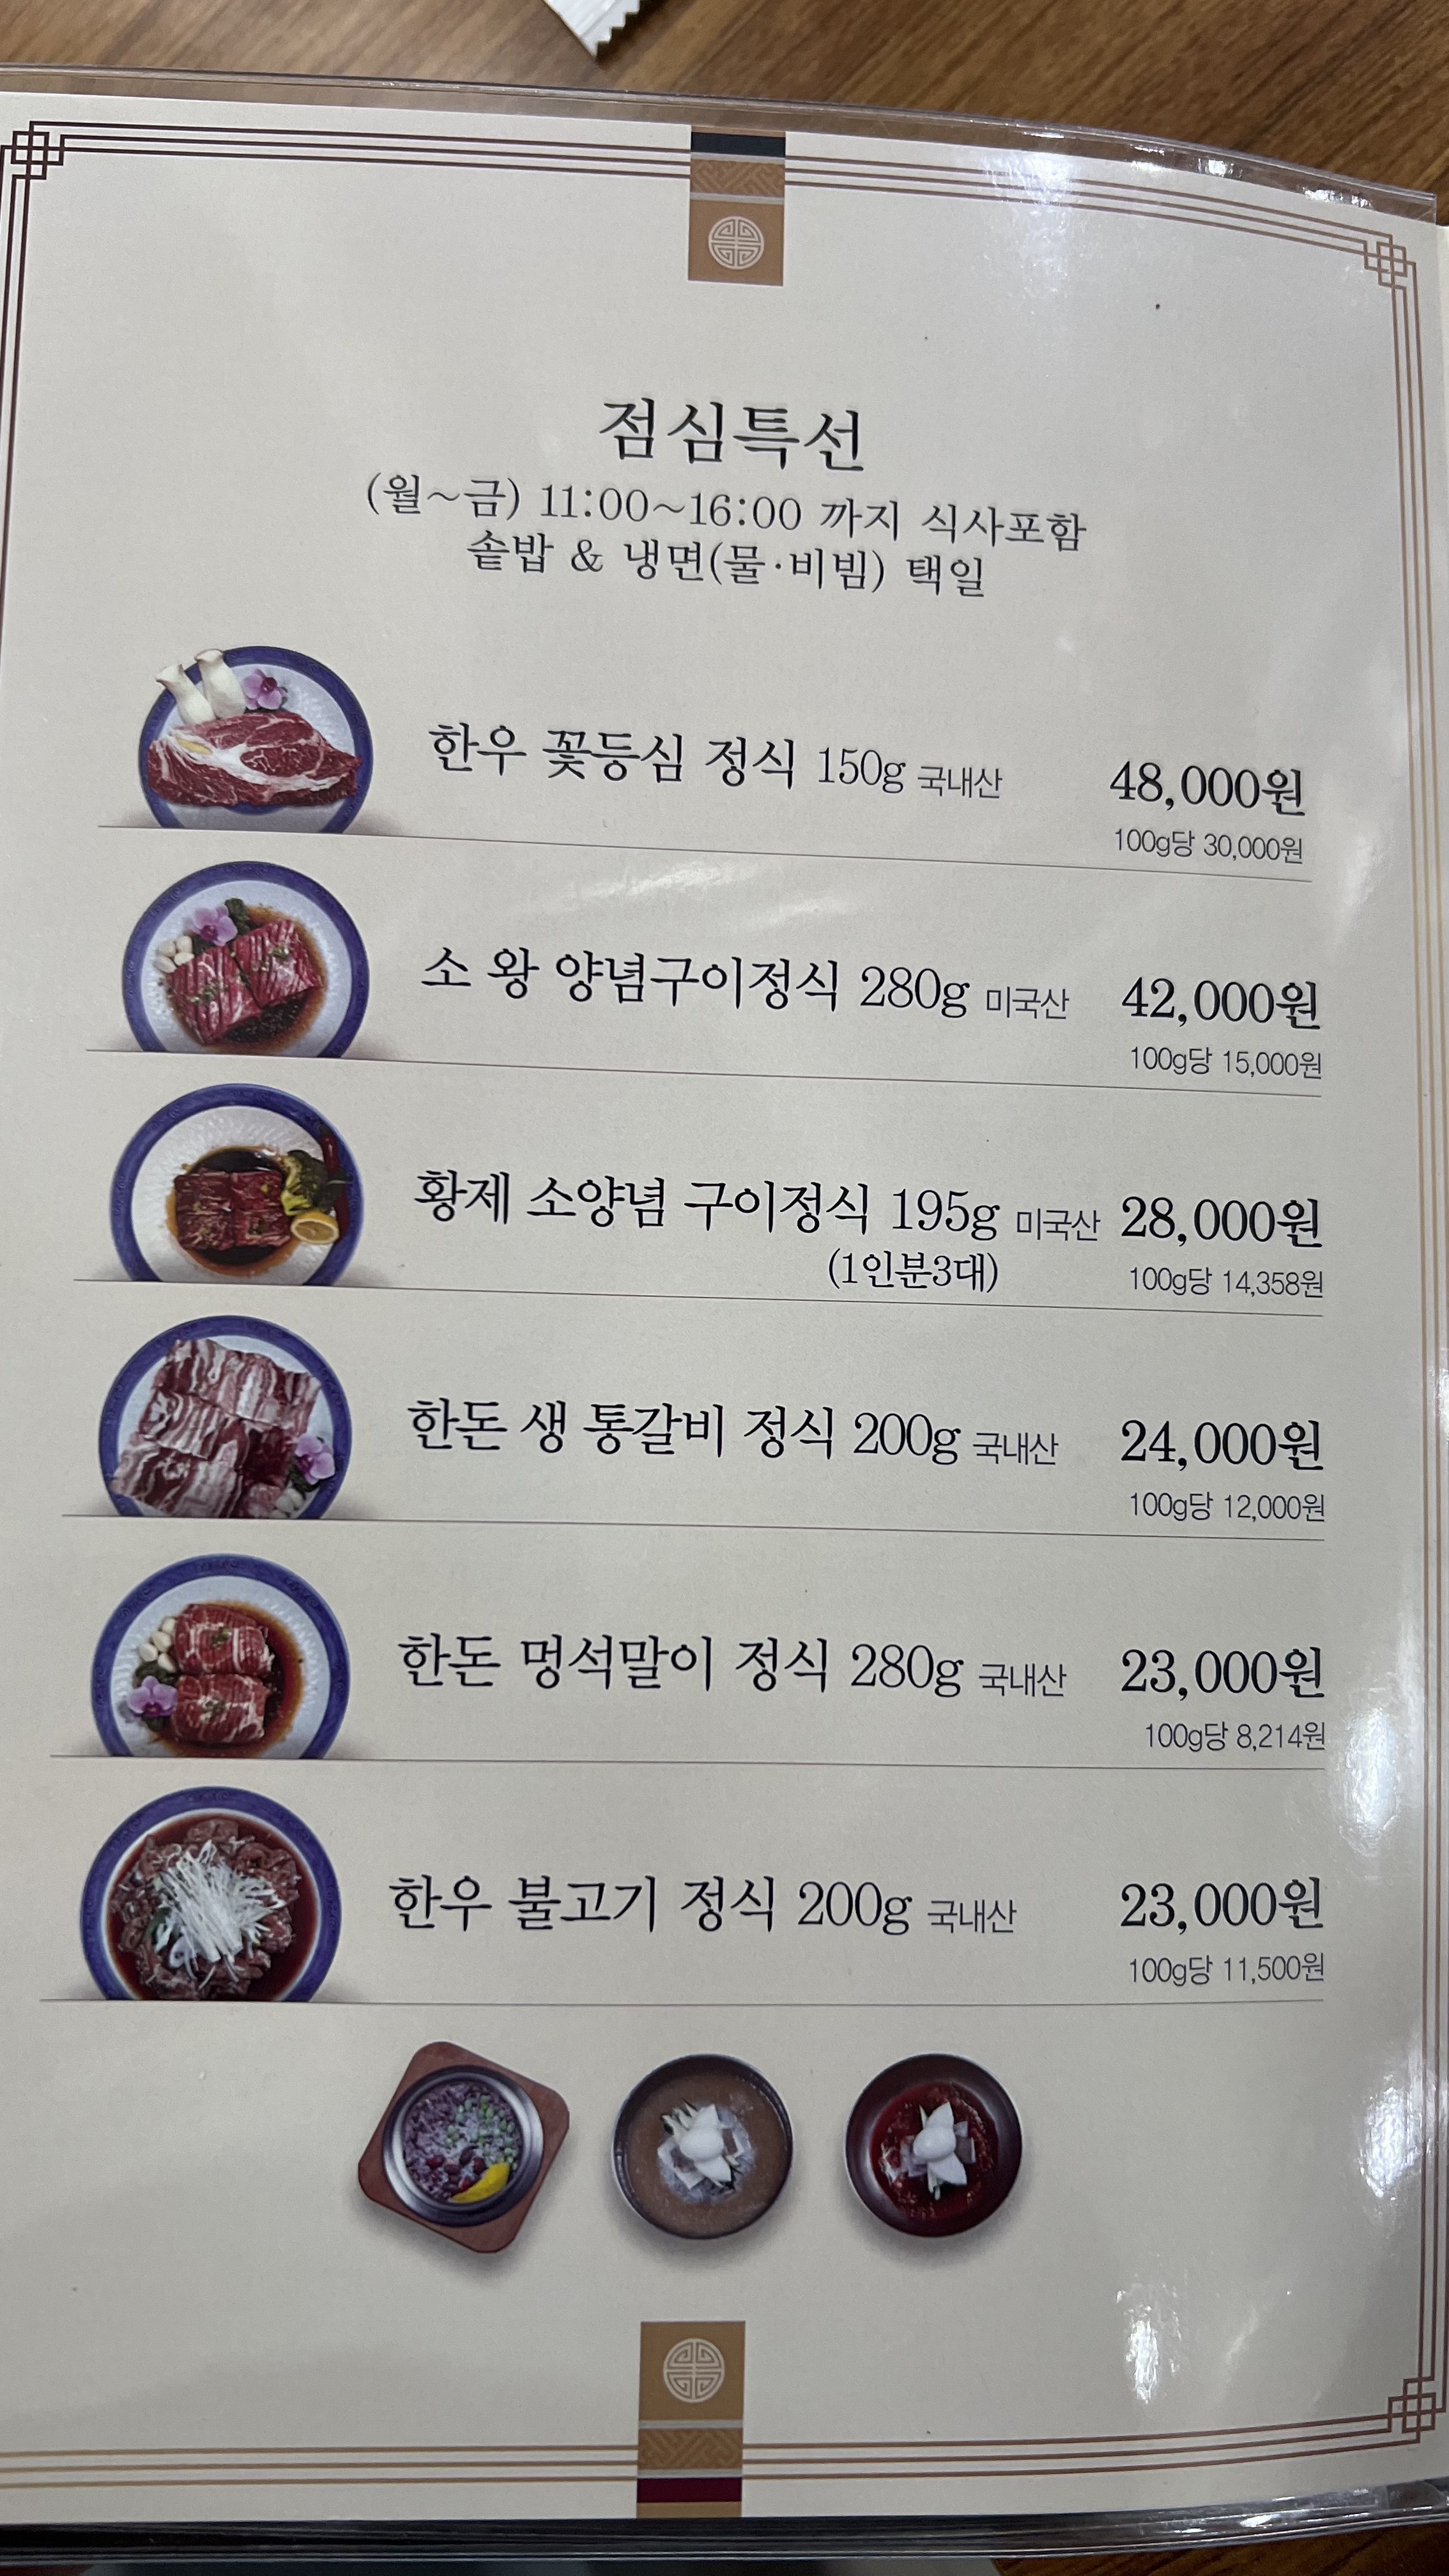 점심특선
(월~금) 11:00~16:00 까지 식사포함
솥밥 & 냉면(물·비빔) 택일
한우 꽃등심 정식 150g 국내산 48,000원
100g당 30,000원
소 왕 양념구이정식 280g 미국산 42,000원
100g당 15,000원
황제 소양념 구이정식 195g 미국산 28,000원
(1인분3대) 100g당 14,358원
한돈 생 통갈비 정식 200g 국내산 24,000원
100g당 12,000원
한돈 멍석말이 정식 280g 국내산 23,000원
100g당 8,214원
한우 불고기 정식 200g 국내산 23,000원
100g당 11,500원